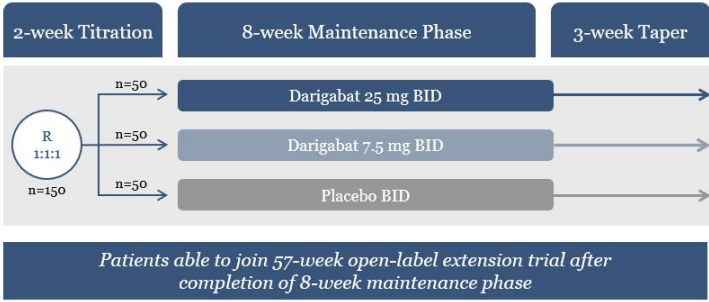 2-week Titration
8-week Maintenance Phase
3-week Taper
n=50
Darigabat 25 mg BID
R
1:1:1
n=50
Darigabat 7.5 mg BID
n=150
n=50
Placebo BID
Patients able to join 57-week open-label extension trial after
completion of 8-week maintenance phase